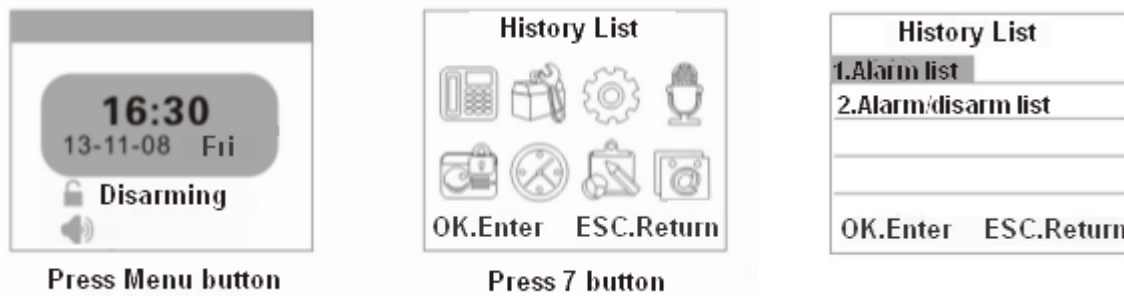 16:30
13-11-08 Fri
Disarming
Press Menu button
History List
OK.Enter ESC.Return
Press 7 button
History List
1.Alarm list
2.Alarm/disarm list
OK.Enter ESC.Return